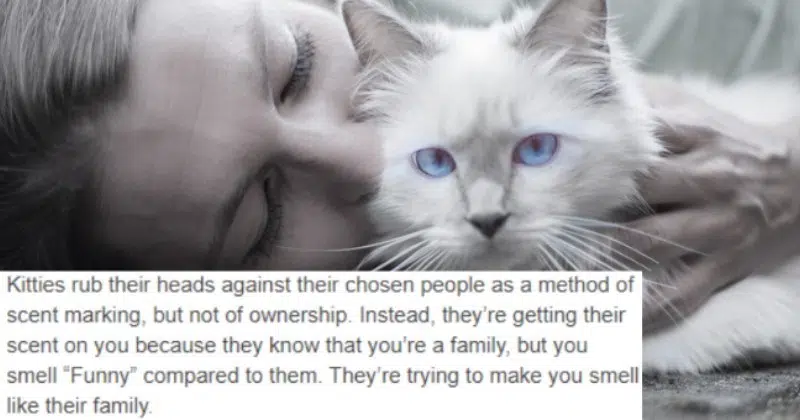 Kitties rub their heads against their chosen people as a method of
scent marking, but not of ownership. Instead, they're getting their
scent on you because they know that you're a family, but you
smell “Funny” compared to them. They're trying to make you smell
like their family.